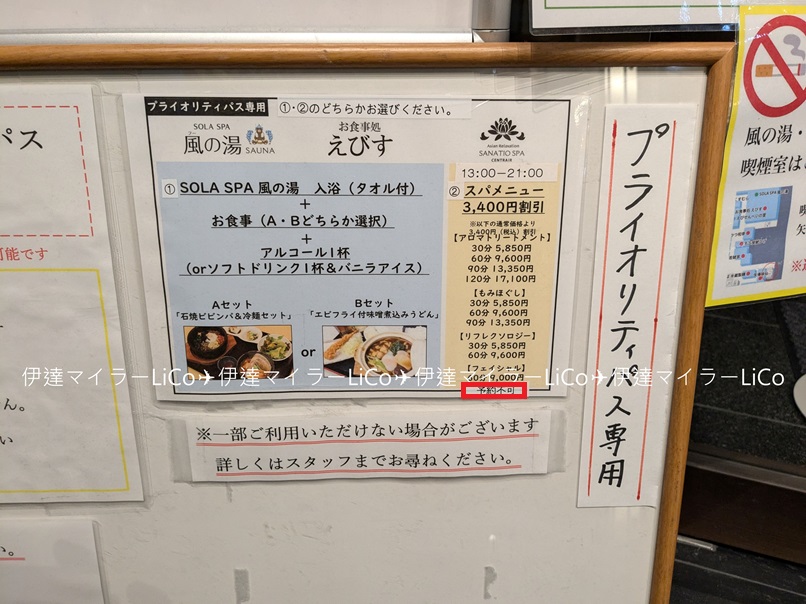 プライオリティパス専用
①・②のどちらかお選びください。
SOLA SPA
風の湯
SAUNA
お食事処
えびす
Asian Relaxation
SANATIO SPA
CENTRAIR
① SOLA SPA 風の湯 入浴（タオル付）
＋
お食事（A・Bどちらか選択）
＋
アルコール1杯
（orソフトドリンク1杯＆バニラアイス）
Aセット
「石焼ビビンバ＆冷麺セット」
or
Bセット
「エビフライ付味噌煮込みうどん」
13:00－21:00
② スパメニュー
3,400円割引
※以下の通常価格より
3,400円（税込）割引
【アロマトリートメント】
30分 5,850円
60分 9,600円
90分 13,350円
120分 17,100円
【もみほぐし】
30分 5,850円
60分 9,600円
90分 13,350円
【リフレクソロジー】
30分 5,850円
60分 9,600円
【フェイシャル】
60分 9,000円
予約不可
※一部ご利用いただけない場合がございます
詳しくはスタッフまでお尋ねください。
プライオリティパス専用
パス
可能です
ん。
い
い。
風の湯・
喫煙室は
伊達マイラーLiCo✈伊達マイラーLiCo✈伊達マイラーLiCo✈伊達マイラーLiCo